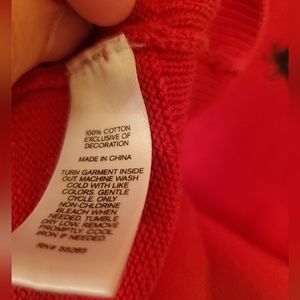 100% COTTON
EXCLUSIVE OF
DECORATION
MADE IN CHINA
TURN GARMENT INSIDE
OUT MACHINE WASH
COLD WITH LIKE
COLORS. GENTLE
CYCLE. ONLY
NON-CHLORINE
BLEACH WHEN
NEEDED. TUMBLE
DRY LOW. REMOVE
PROMPTLY. COOL
IRON IF NEEDED.
RN#